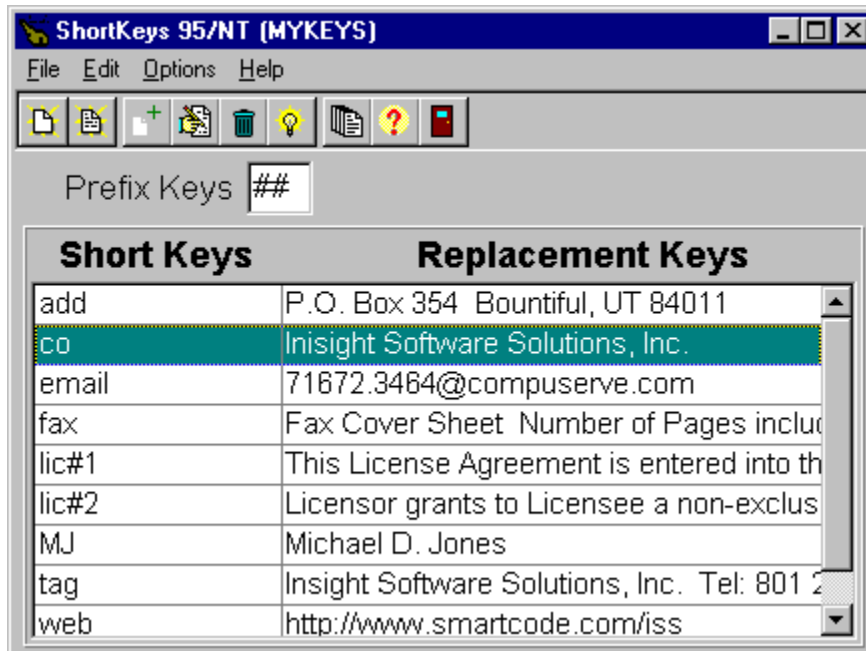 ShortKeys 95/NT (MYKEYS)
File Edit Options Help
Prefix Keys ##
Short Keys Replacement Keys
add P.O. Box 354 Bountiful, UT 84011
co Inisight Software Solutions, Inc.
email 71672.3464@compuserve.com
fax Fax Cover Sheet Number of Pages includ
lic#1 This License Agreement is entered into th
lic#2 Licensor grants to Licensee a non-exclus
MJ Michael D. Jones
tag Insight Software Solutions, Inc. Tel: 801 2
web http://www.smartcode.com/iss